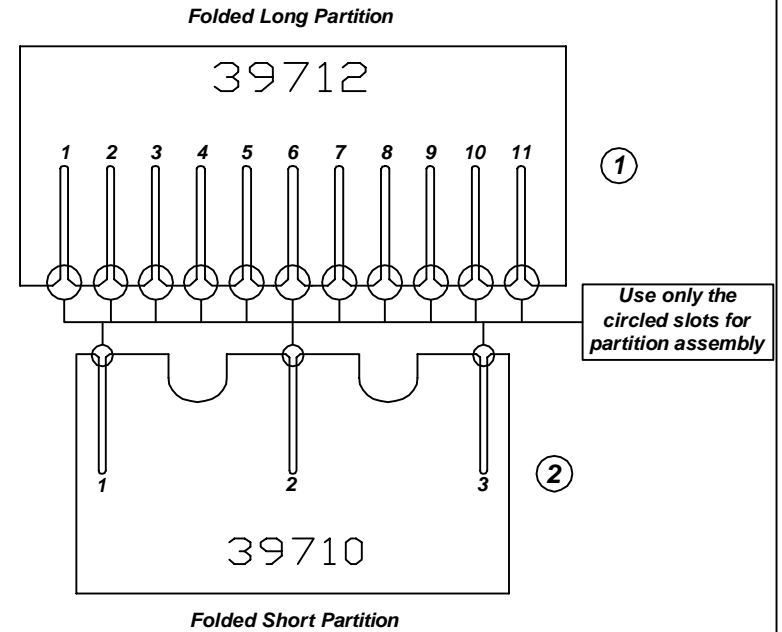 Folded Long Partition
39712
1 2 3 4 5 6 7 8 9 10 11
1
Use only the
circled slots for
partition assembly
1 2 3
2
39710
Folded Short Partition